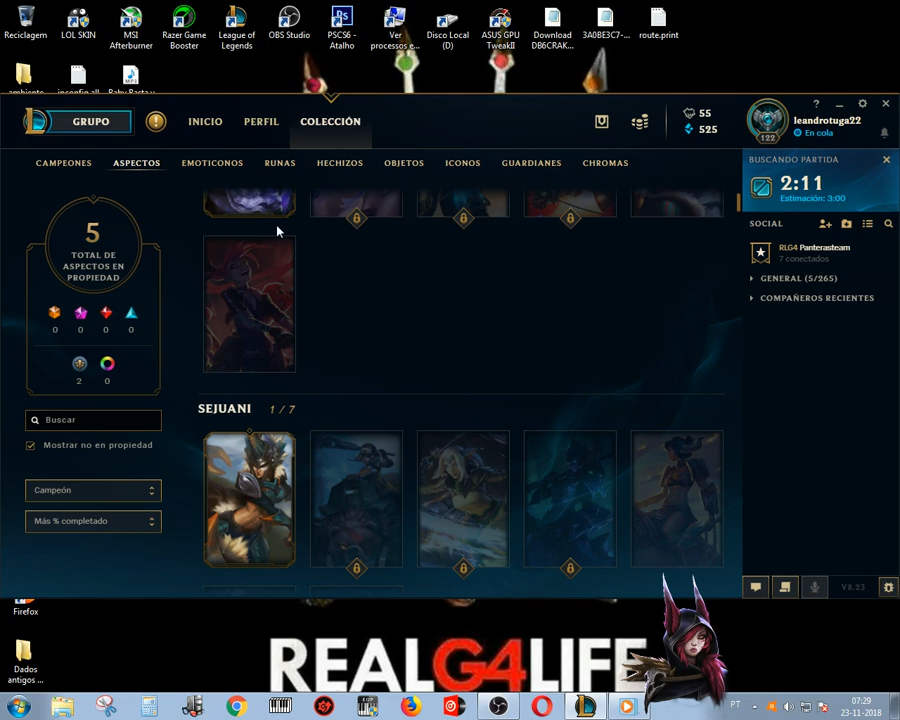 Reciclagem
LOL SKIN
MSI
Afterburner
Razer Game
Booster
League of
Legends
OBS Studio
PSCS6 -
Atalho
Ver
processos e...
Disco Local
(D)
ASUS GPU
TweakII
Download
DB6CRAK...
3A0BE3C7-...
route.print
GRUPO
INICIO
PERFIL
COLECCIÓN
55
525
122
leandrotuga22
En cola
CAMPEONES
ASPECTOS
EMOTICONOS
RUNAS
HECHIZOS
OBJETOS
ICONOS
GUARDIANES
CHROMAS
BUSCANDO PARTIDA
2:11
Estimación: 3:00
SOCIAL
RLG4 Panterasteam
7 conectados
GENERAL (5/265)
COMPAÑEROS RECIENTES
5
TOTAL DE
ASPECTOS EN
PROPIEDAD
0 0 0 0
2 0
Buscar
Mostrar no en propiedad
Campeón
Más % completado
SEJUANI 1 / 7
V8.23
Firefox
Dados
antigos ...
REALG4LIFE
PT
07:29
23-11-2018